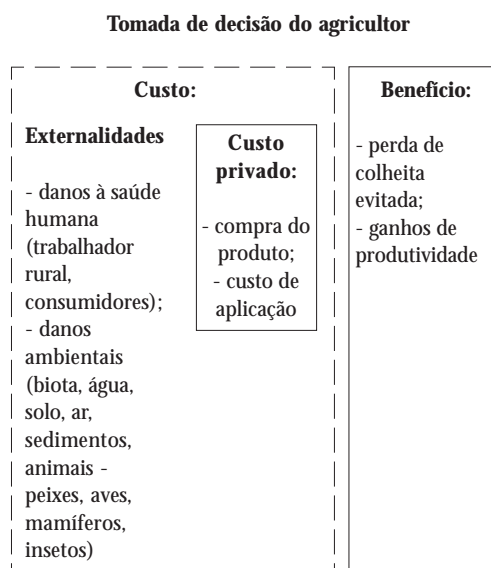 Tomada de decisão do agricultor
Custo:
Externalidades
- danos à saúde
humana
(trabalhador
rural,
consumidores);
- danos
ambientais
(biota, água,
solo, ar,
sedimentos,
animais -
peixes, aves,
mamíferos,
insetos)
Custo
privado:
- compra do
produto;
- custo de
aplicação
Benefício:
- perda de
colheita
evitada;
- ganhos de
produtividade